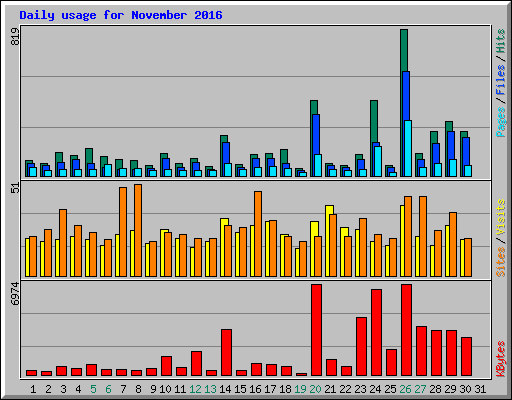 Daily usage for November 2016
819
Pages / Files / Hits
51
Sites / Visits
6974
KBytes
1 2 3 4 5 6 7 8 9 10 11 12 13 14 15 16 17 18 19 20 21 22 23 24 25 26 27 28 29 30 31